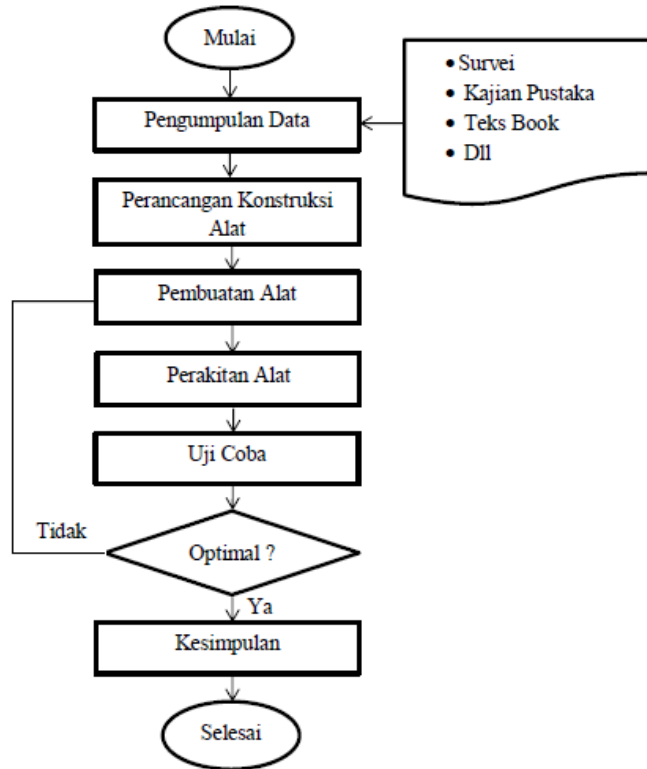 Mulai
Pengumpulan Data
• Survei
• Kajian Pustaka
• Teks Book
• Dll
Perancangan Konstruksi
Alat
Pembuatan Alat
Perakitan Alat
Uji Coba
Tidak
Optimal ?
Ya
Kesimpulan
Selesai